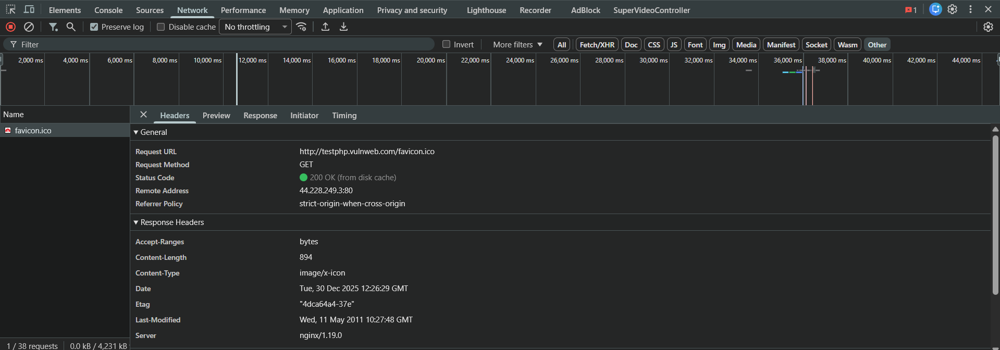 Elements Console Sources Network Performance Memory Application Privacy and security Lighthouse Recorder AdBlock SuperVideoController 1
Preserve log Disable cache No throttling
Filter Invert More filters All Fetch/XHR Doc CSS JS Font Img Media Manifest Socket Wasm Other
2,000 ms 4,000 ms 6,000 ms 8,000 ms 10,000 ms 12,000 ms 14,000 ms 16,000 ms 18,000 ms 20,000 ms 22,000 ms 24,000 ms 26,000 ms 28,000 ms 30,000 ms 32,000 ms 34,000 ms 36,000 ms 38,000 ms 40,000 ms 42,000 ms 44,000 ms
Name Headers Preview Response Initiator Timing
favicon.ico
General
Request URL http://testphp.vulnweb.com/favicon.ico
Request Method GET
Status Code 200 OK (from disk cache)
Remote Address 44.228.249.3:80
Referrer Policy strict-origin-when-cross-origin
Response Headers
Accept-Ranges bytes
Content-Length 894
Content-Type image/x-icon
Date Tue, 30 Dec 2025 12:26:29 GMT
Etag "4dca64a4-37e"
Last-Modified Wed, 11 May 2011 10:27:48 GMT
Server nginx/1.19.0
1 / 38 requests 0.0 kB / 4,231 kB